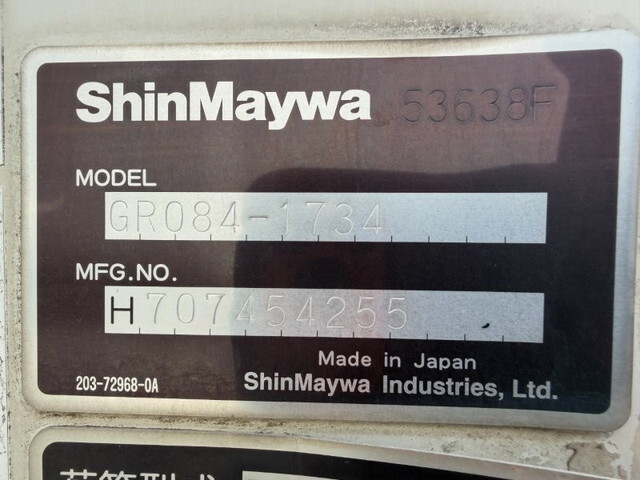 ShinMaywa 53638F
MODEL
GR084-1734
MFG.NO.
H707454255
Made in Japan
203-72968-0A
ShinMaywa Industries, Ltd.